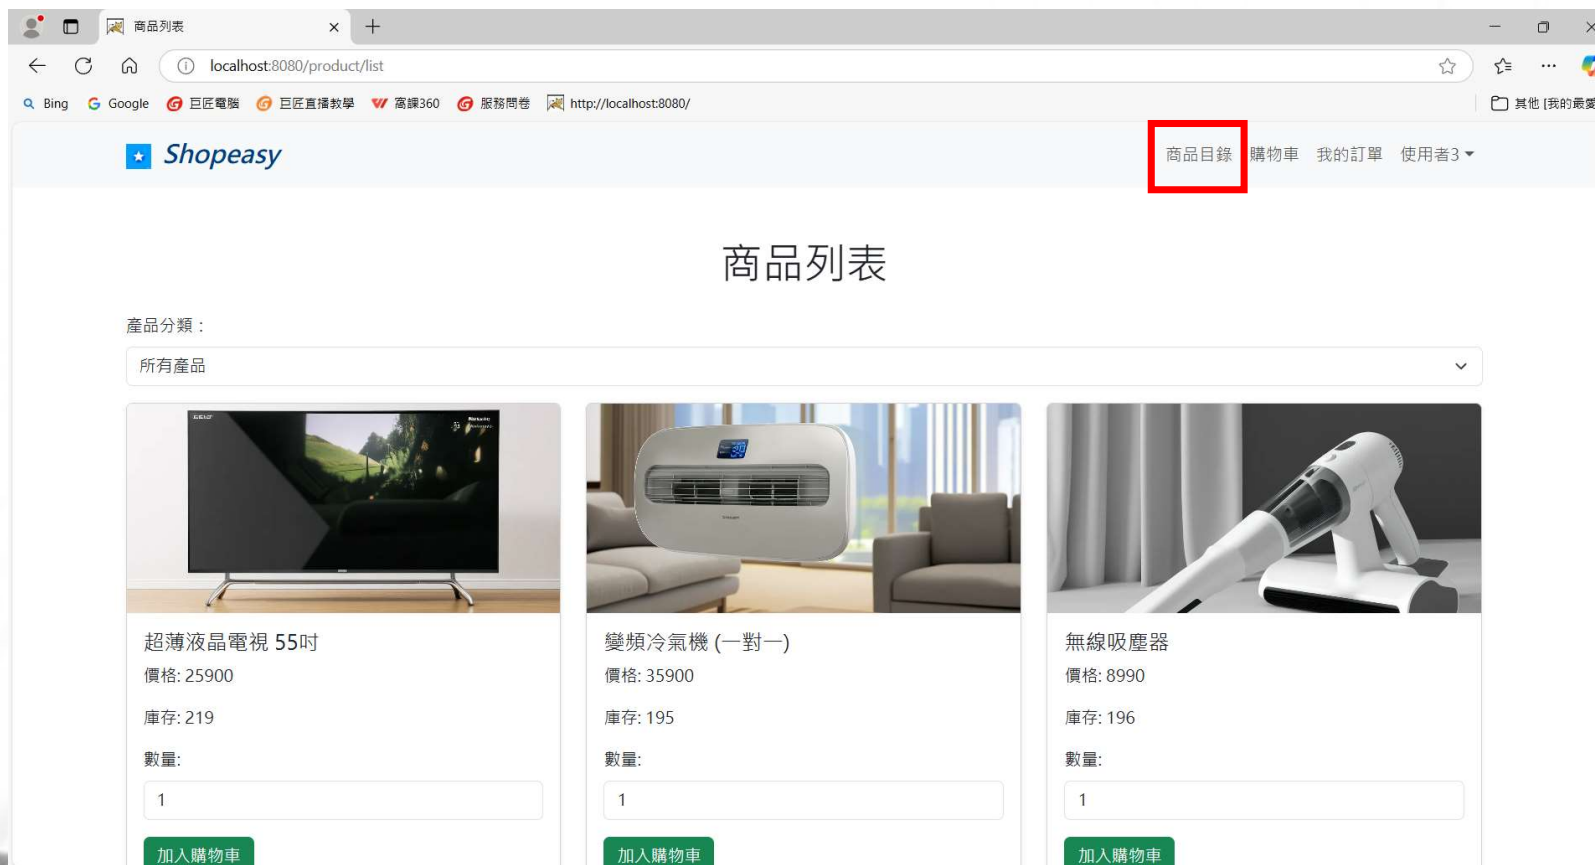 商品列表
localhost:8080/product/list
Bing Google 巨匠電腦 巨匠直播教學 窩課360 服務問卷 http://localhost:8080/ 其他 [我的最愛
Shopeasy 商品目錄 購物車 我的訂單 使用者3
商品列表
產品分類：
所有產品
超薄液晶電視 55吋 變頻冷氣機 (一對一) 無線吸塵器
價格: 25900 價格: 35900 價格: 8990
庫存: 219 庫存: 195 庫存: 196
數量: 數量: 數量:
1 1 1
加入購物車 加入購物車 加入購物車